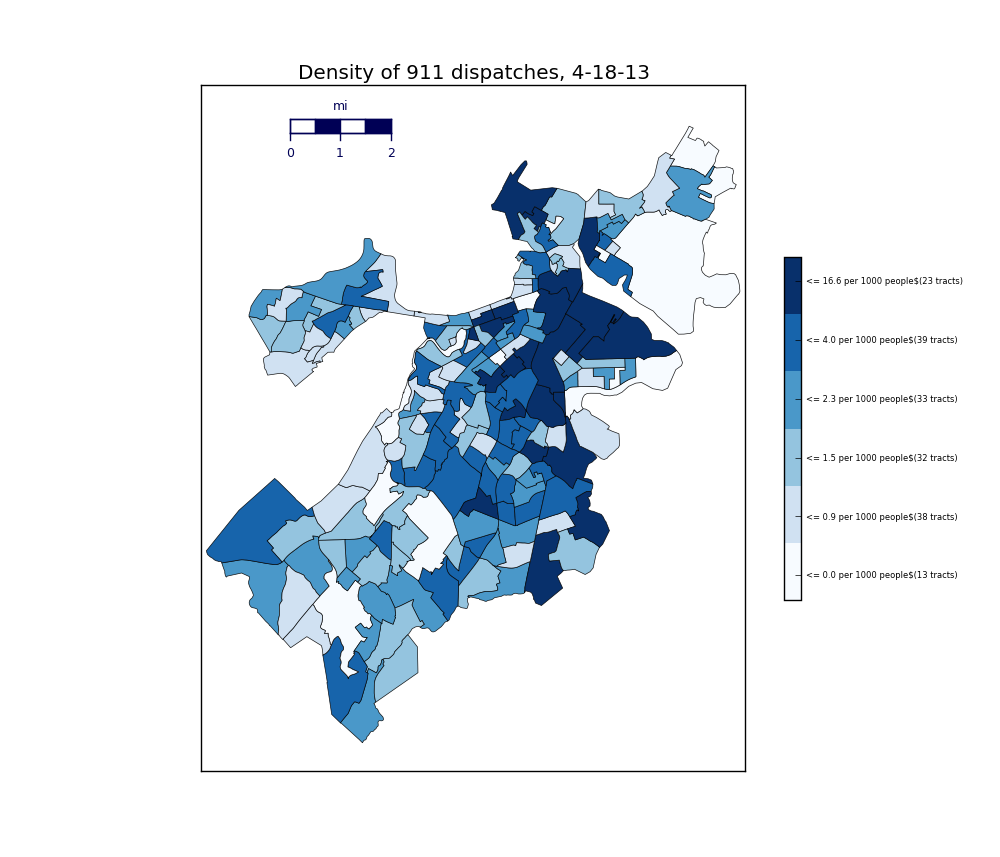 Density of 911 dispatches, 4-18-13
mi
0 1 2
<= 16.6 per 1000 people$(23 tracts)
<= 4.0 per 1000 people$(39 tracts)
<= 2.3 per 1000 people$(33 tracts)
<= 1.5 per 1000 people$(32 tracts)
<= 0.9 per 1000 people$(38 tracts)
<= 0.0 per 1000 people$(13 tracts)